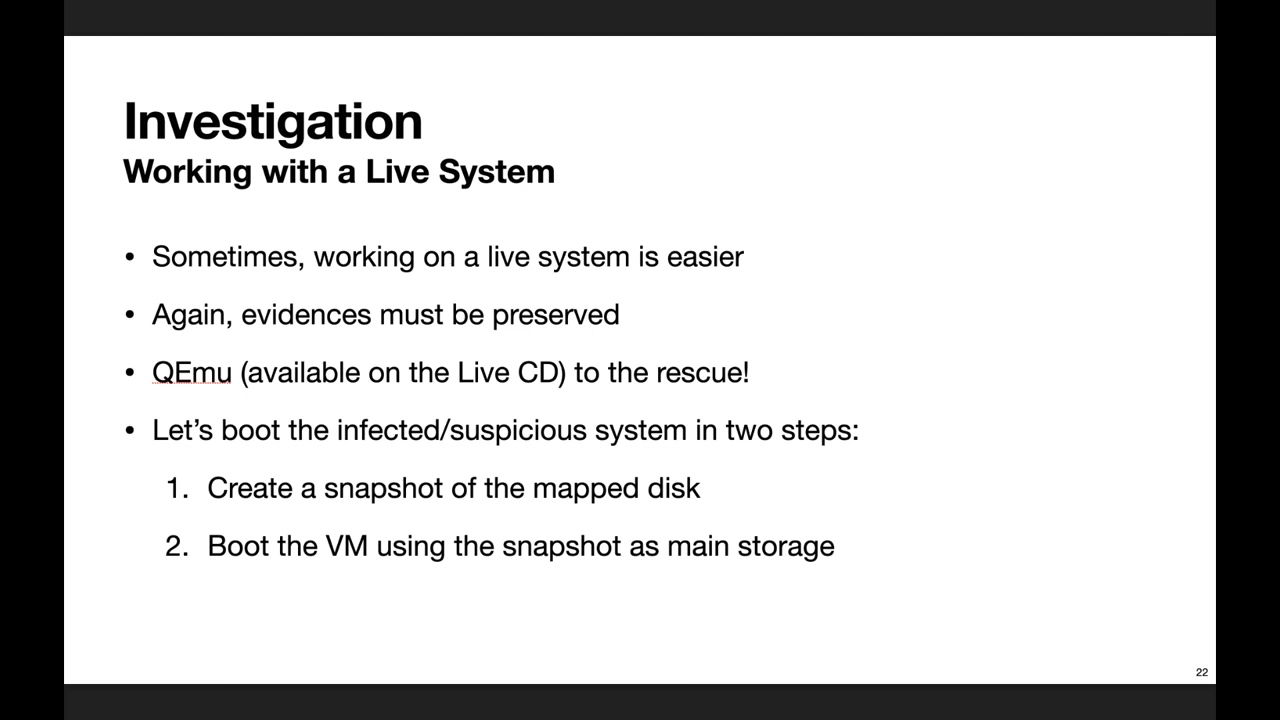 Investigation
Working with a Live System
• Sometimes, working on a live system is easier
• Again, evidences must be preserved
• QEmu (available on the Live CD) to the rescue!
• Let’s boot the infected/suspicious system in two steps:
1. Create a snapshot of the mapped disk
2. Boot the VM using the snapshot as main storage
22